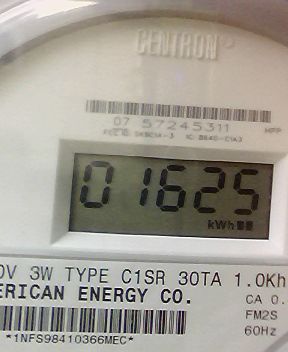 CENTRON®
07 57245311
01625
kWh
0V 3W TYPE C1SR 30TA 1.0Kh
ERICAN ENERGY CO.
CA 0.
FM2S
60Hz
*1NFS98410366MEC*